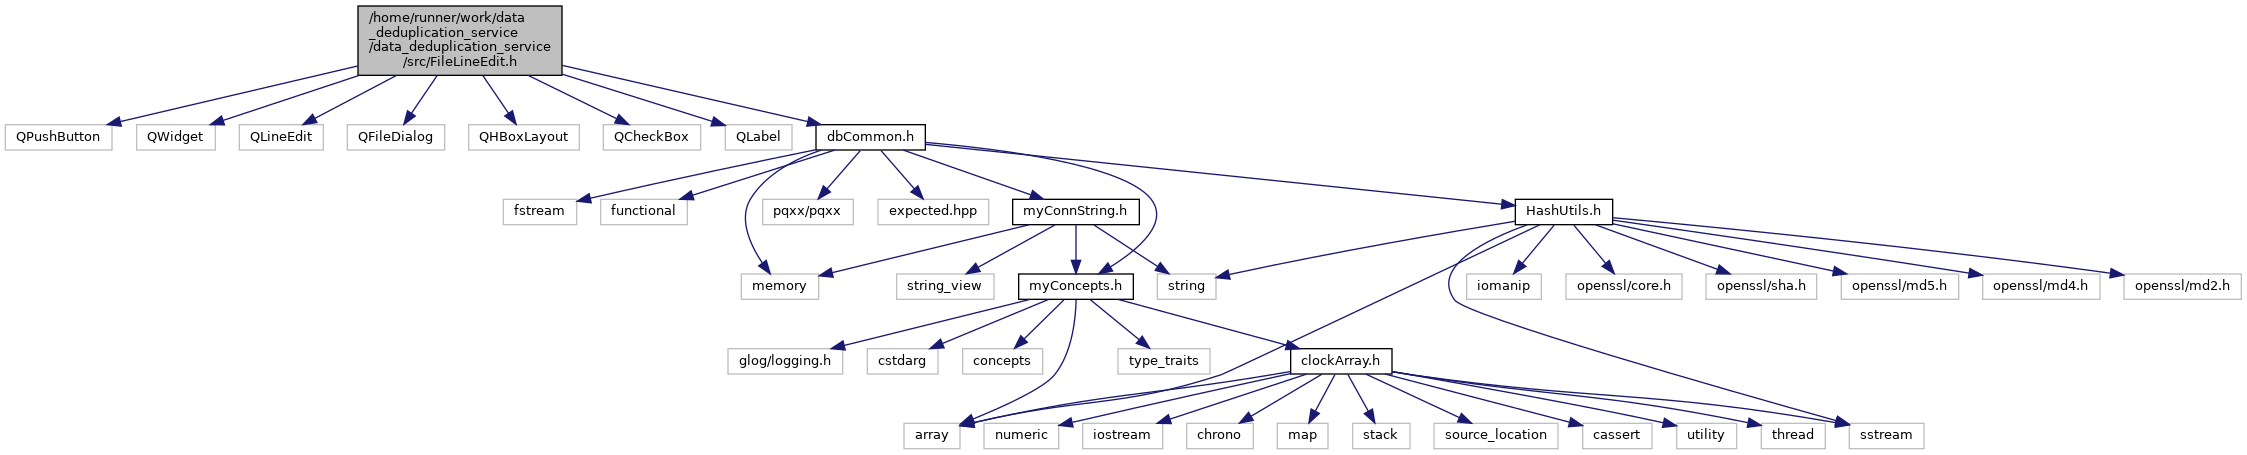 /home/runner/work/data
_deduplication_service
/data_deduplication_service
/src/FileLineEdit.h
QPushButton
QWidget
QLineEdit
QFileDialog
QHBoxLayout
QCheckBox
QLabel
dbCommon.h
fstream
functional
pqxx/pqxx
expected.hpp
myConnString.h
HashUtils.h
memory
string_view
myConcepts.h
string
iomanip
openssl/core.h
openssl/sha.h
openssl/md5.h
openssl/md4.h
openssl/md2.h
glog/logging.h
cstdarg
concepts
type_traits
clockArray.h
array
numeric
iostream
chrono
map
stack
source_location
cassert
utility
thread
sstream